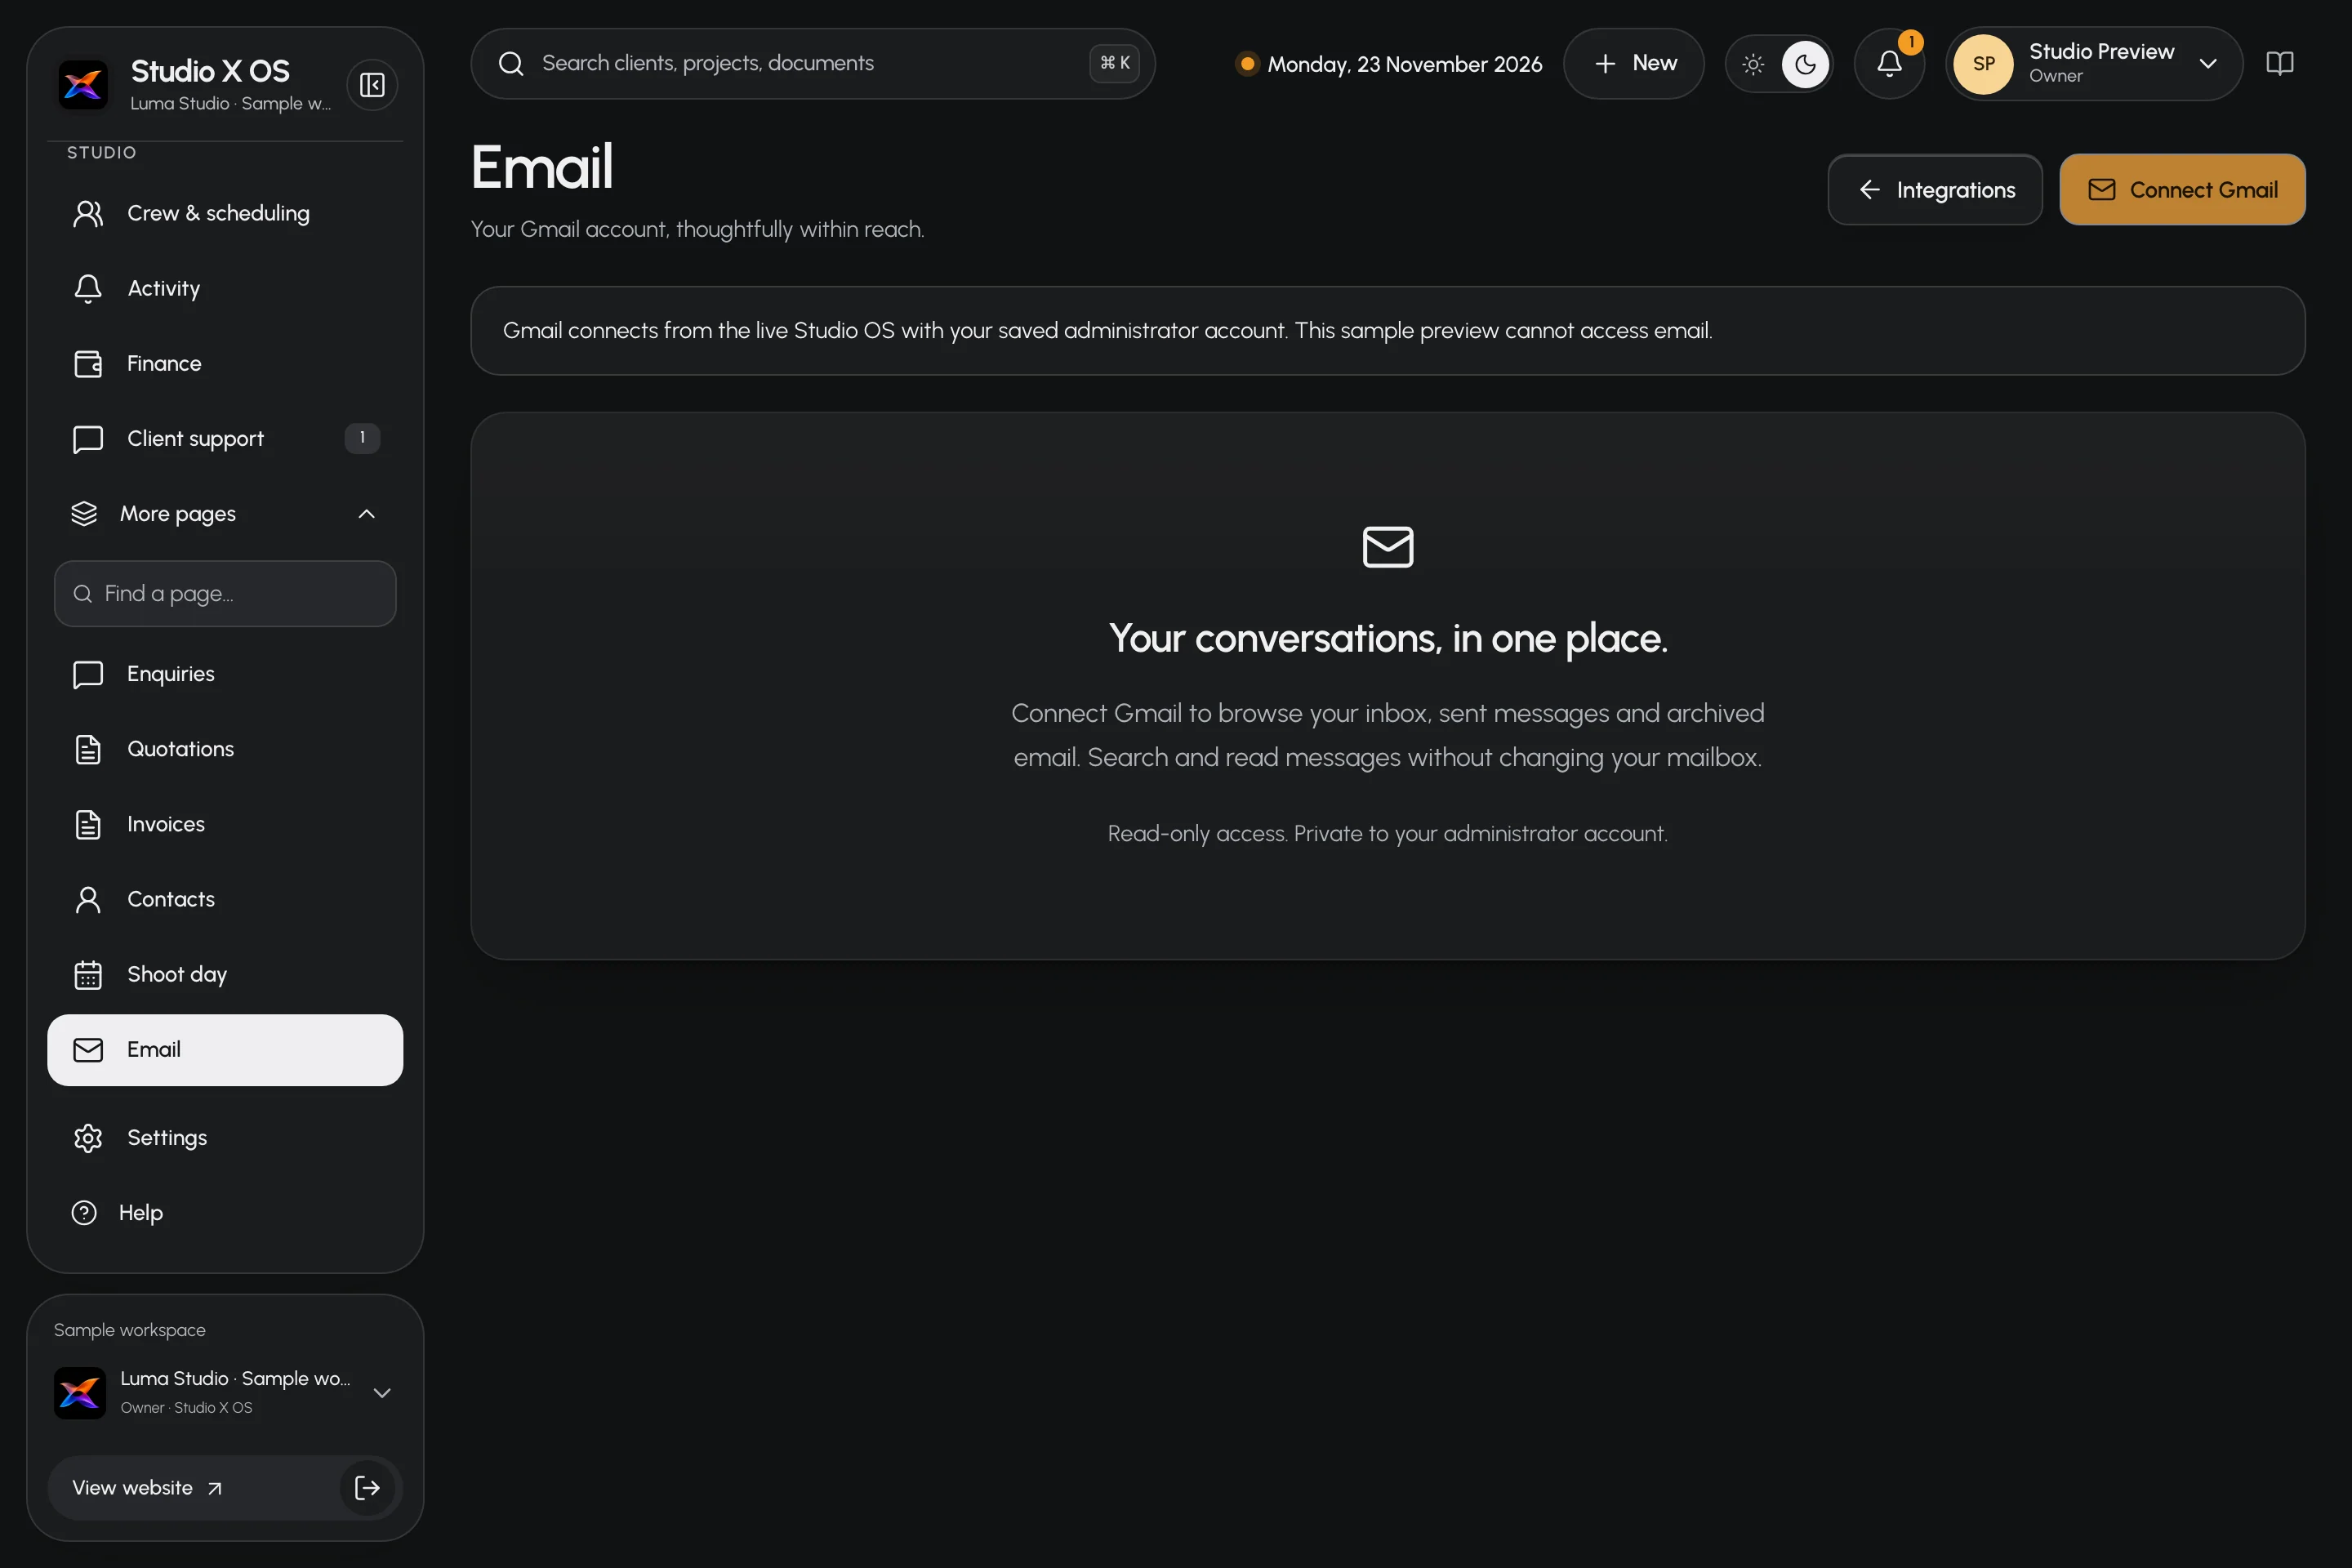 Studio X OS
Luma Studio · Sample w...
STUDIO
Crew & scheduling
Activity
Finance
Client support 1
More pages
Find a page...
Enquiries
Quotations
Invoices
Contacts
Shoot day
Email
Settings
Help
Sample workspace
Luma Studio · Sample wo...
Owner · Studio X OS
View website
Search clients, projects, documents ⌘ K
Monday, 23 November 2026
New
1
SP
Studio Preview
Owner
Email
Your Gmail account, thoughtfully within reach.
Integrations
Connect Gmail
Gmail connects from the live Studio OS with your saved administrator account. This sample preview cannot access email.
Your conversations, in one place.
Connect Gmail to browse your inbox, sent messages and archived
email. Search and read messages without changing your mailbox.
Read-only access. Private to your administrator account.